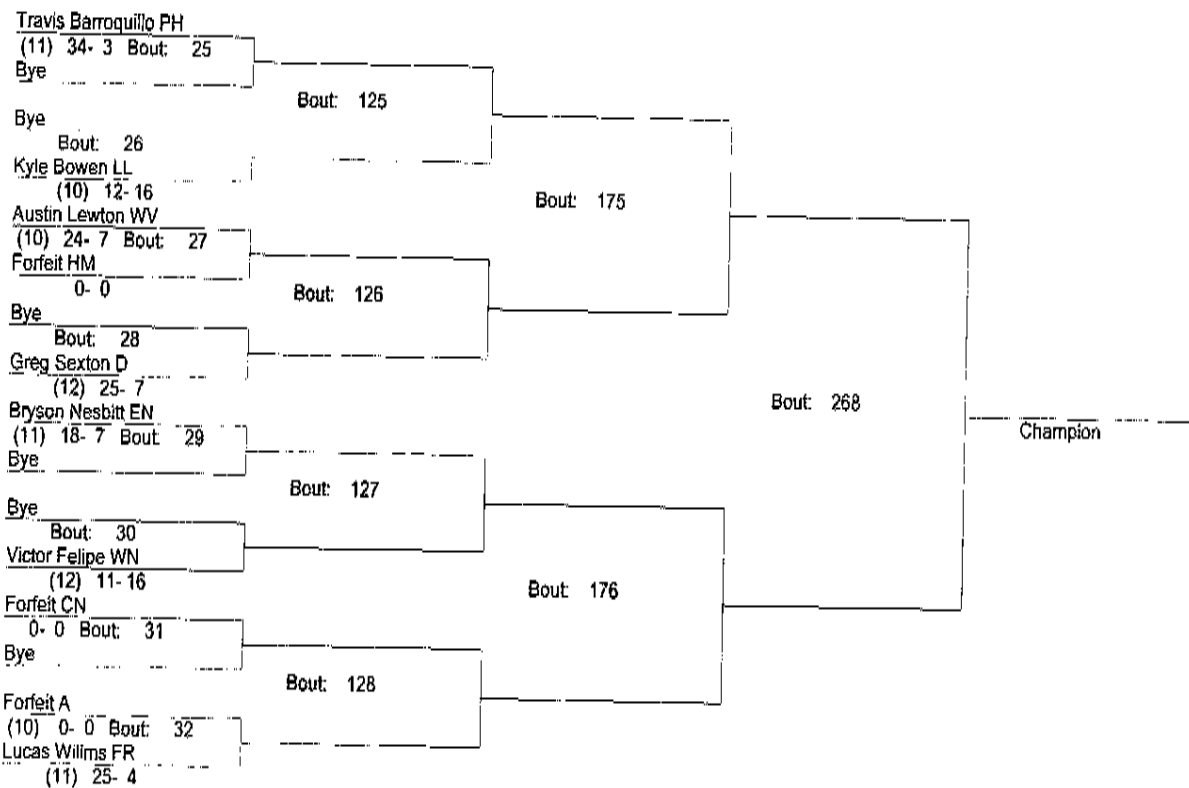 Travis Barroquillo PH
(11) 34- 3 Bout: 25
Bye
Bout: 125
Bye
Bout: 26
Kyle Bowen LL
(10) 12- 16
Bout: 175
Austin Lewton WV
(10) 24- 7 Bout: 27
Forfeit HM
0- 0
Bout: 126
Bye
Bout: 28
Greg Sexton D
(12) 25- 7
Bout: 268
Champion
Bryson Nesbitt EN
(11) 18- 7 Bout: 29
Bye
Bout: 127
Bye
Bout: 30
Victor Felipe WN
(12) 11- 16
Bout: 176
Forfeit CN
0- 0 Bout: 31
Bye
Bout: 128
Forfeit A
(10) 0- 0 Bout: 32
Lucas Willms FR
(11) 25- 4